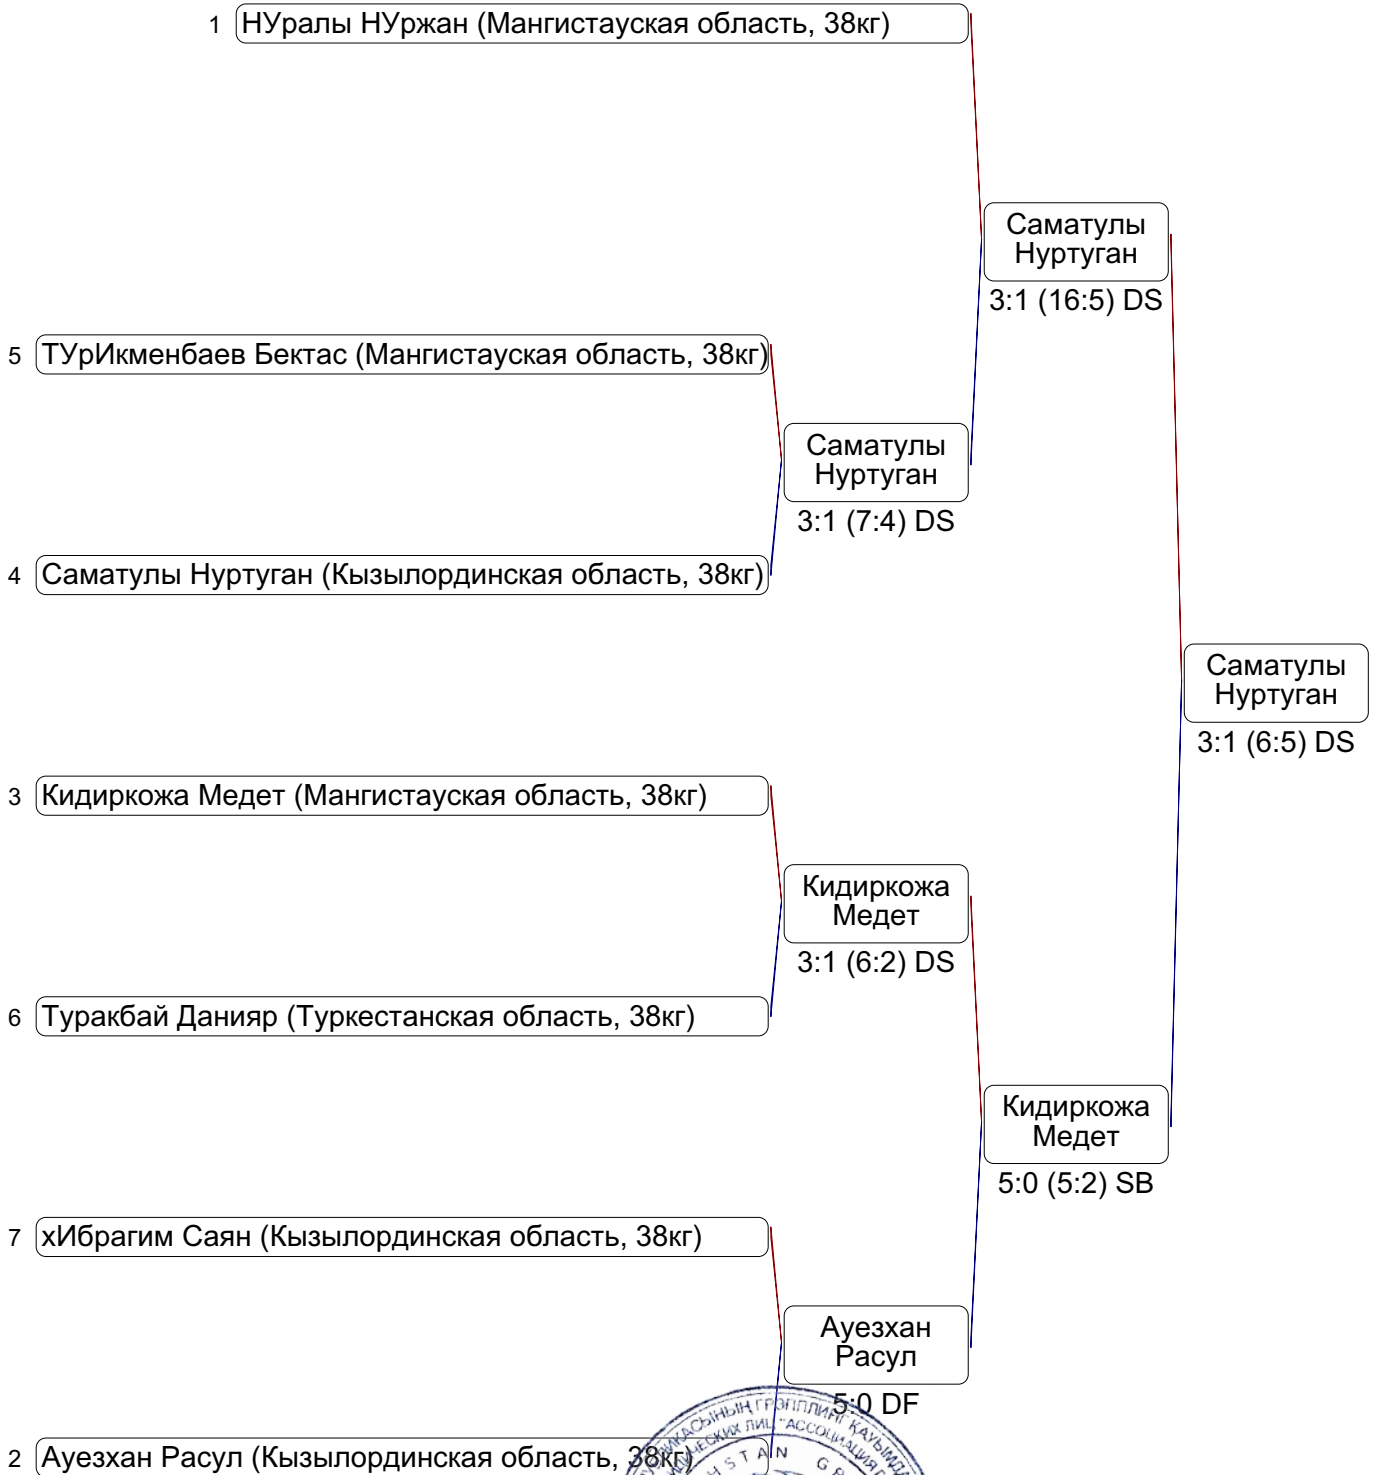 1 НУралы НУржан (Мангистауская область, 38кг)
Саматулы
Нуртуган
3:1 (16:5) DS
5 ТУрИкменбаев Бектас (Мангистауская область, 38кг)
Саматулы
Нуртуган
3:1 (7:4) DS
4 Саматулы Нуртуган (Кызылординская область, 38кг)
Саматулы
Нуртуган
3:1 (6:5) DS
3 Кидиркожа Медет (Мангистауская область, 38кг)
Кидиркожа
Медет
3:1 (6:2) DS
6 Туракбай Данияр (Туркестанская область, 38кг)
Кидиркожа
Медет
5:0 (5:2) SB
7 хИбрагим Саян (Кызылординская область, 38кг)
Ауезхан
Расул
5:0 DF
2 Ауезхан Расул (Кызылординская область, 38кг)